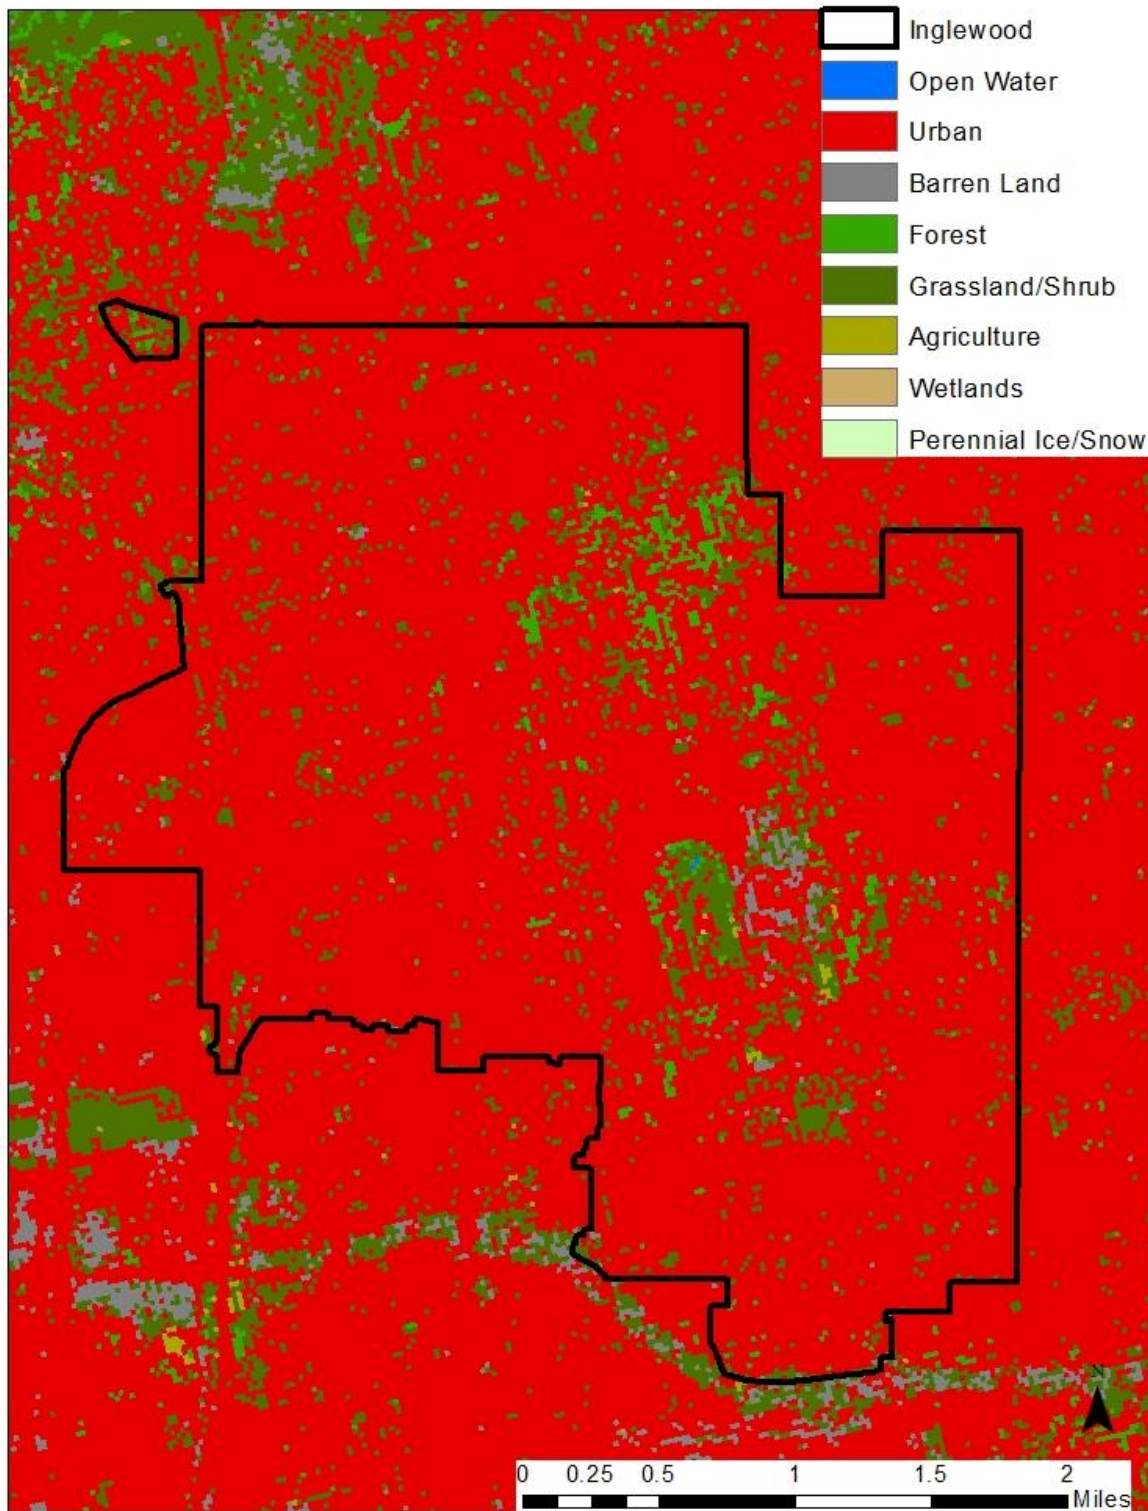 Inglewood
Open Water
Urban
Barren Land
Forest
Grassland/Shrub
Agriculture
Wetlands
Perennial Ice/Snow
N
0 0.25 0.5 1 1.5 2
Miles